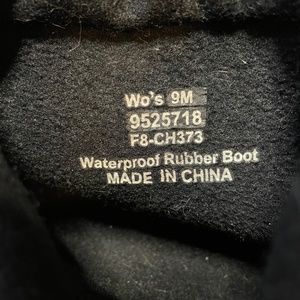 Wo's 9M
9525718
F8-CH373
Waterproof Rubber Boot
MADE IN CHINA